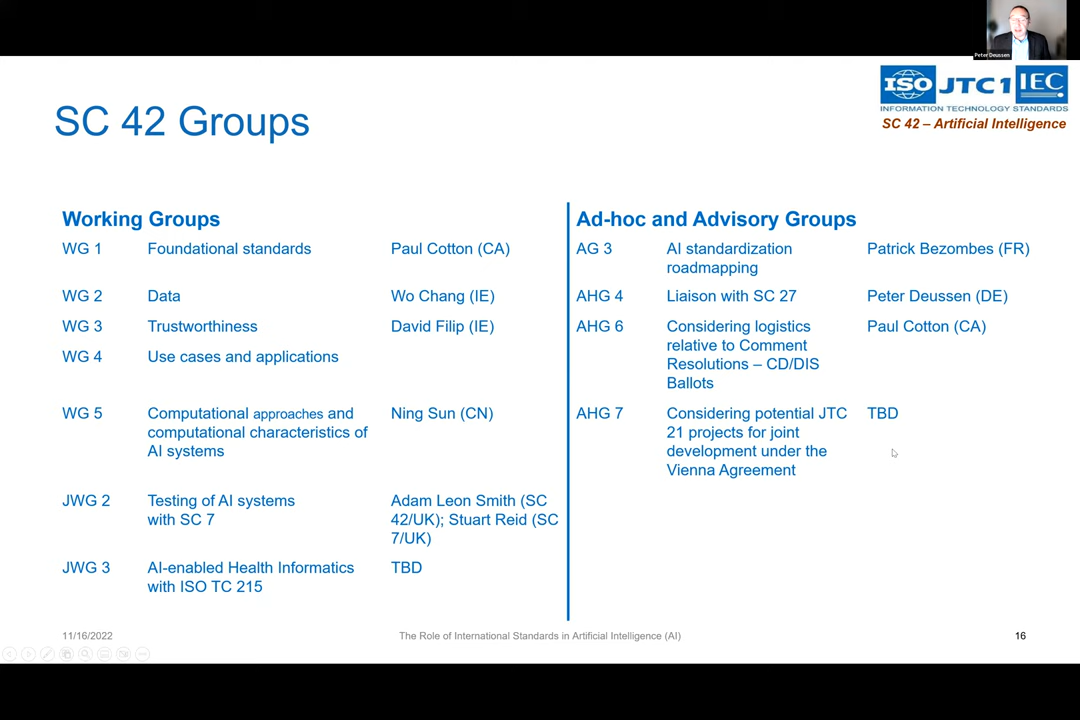 Peter Deussen
ISO JTC 1 IEC
INFORMATION TECHNOLOGY STANDARDS
SC 42 – Artificial Intelligence
SC 42 Groups
Working Groups
WG 1 Foundational standards Paul Cotton (CA)
WG 2 Data Wo Chang (IE)
WG 3 Trustworthiness David Filip (IE)
WG 4 Use cases and applications
WG 5 Computational approaches and Ning Sun (CN)
computational characteristics of
AI systems
JWG 2 Testing of AI systems Adam Leon Smith (SC
with SC 7 42/UK); Stuart Reid (SC
7/UK)
JWG 3 AI-enabled Health Informatics TBD
with ISO TC 215
Ad-hoc and Advisory Groups
AG 3 AI standardization Patrick Bezombes (FR)
roadmapping
AHG 4 Liaison with SC 27 Peter Deussen (DE)
AHG 6 Considering logistics Paul Cotton (CA)
relative to Comment
Resolutions – CD/DIS
Ballots
AHG 7 Considering potential JTC TBD
21 projects for joint
development under the
Vienna Agreement
11/16/2022 The Role of International Standards in Artificial Intelligence (AI) 16